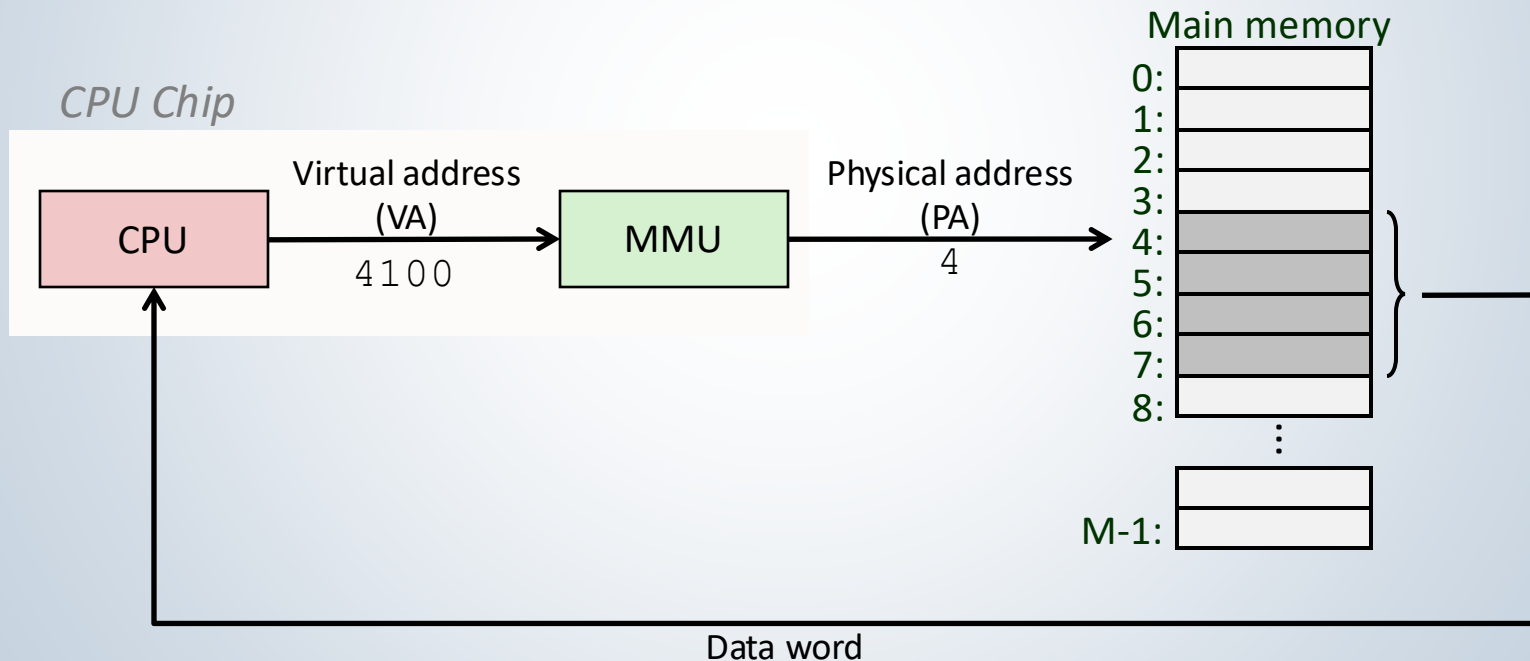 Main memory
CPU Chip
0:
1:
2:
3:
4:
5:
6:
7:
8:
⋮
M-1:
Virtual address
(VA)
4100
Physical address
(PA)
4
CPU
MMU
Data word